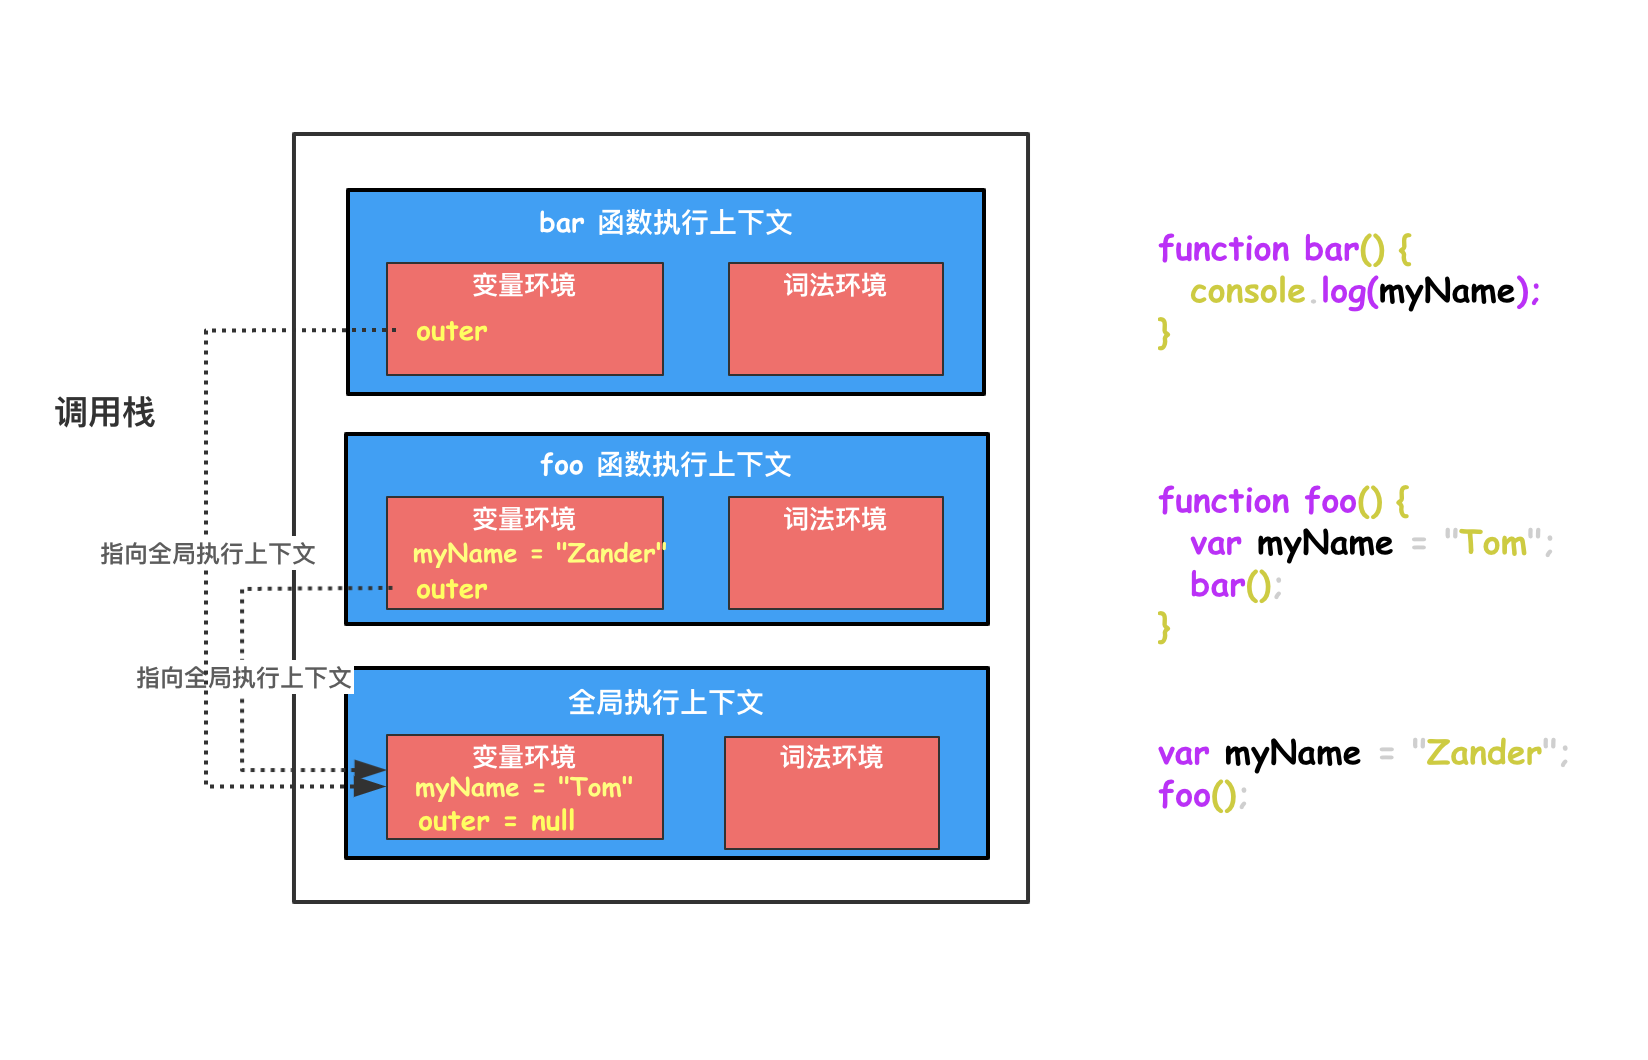 bar 函数执行上下文
变量环境
词法环境
outer
调用栈
foo 函数执行上下文
变量环境
词法环境
myName = "Zander"
outer
指向全局执行上下文
指向全局执行上下文
全局执行上下文
变量环境
词法环境
myName = "Tom"
outer = null
function bar() {
console.log(myName);
}
function foo() {
var myName = "Tom";
bar();
}
var myName = "Zander";
foo();